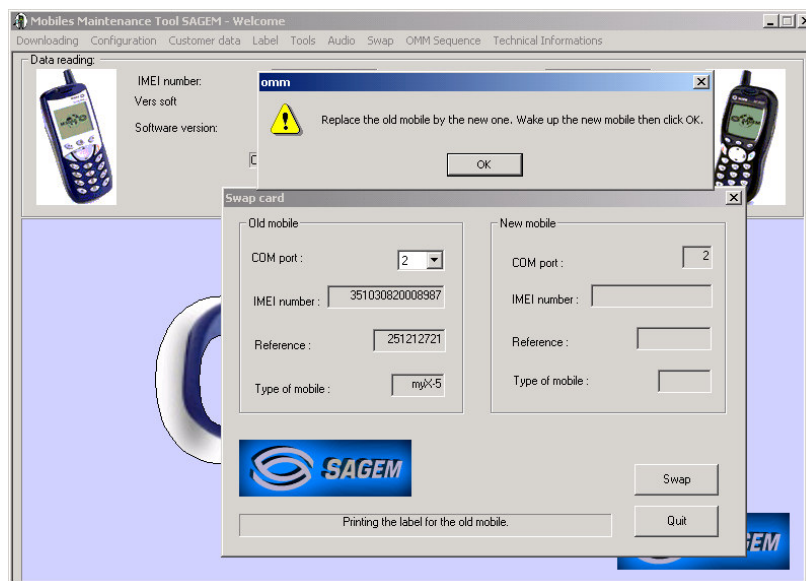 Mobiles Maintenance Tool SAGEM - Welcome
Downloading Configuration Customer data Label Tools Audio Swap OMM Sequence Technical Informations
Data reading:
IMEI number:
Vers soft
Software version:
omm
Replace the old mobile by the new one. Wake up the new mobile then click OK.
OK
Swap card
Old mobile
COM port : 2
IMEI number : 351030820008987
Reference : 251212721
Type of mobile : myX-5
New mobile
COM port : 2
IMEI number :
Reference :
Type of mobile :
SAGEM
Swap
Printing the label for the old mobile.
Quit
EM